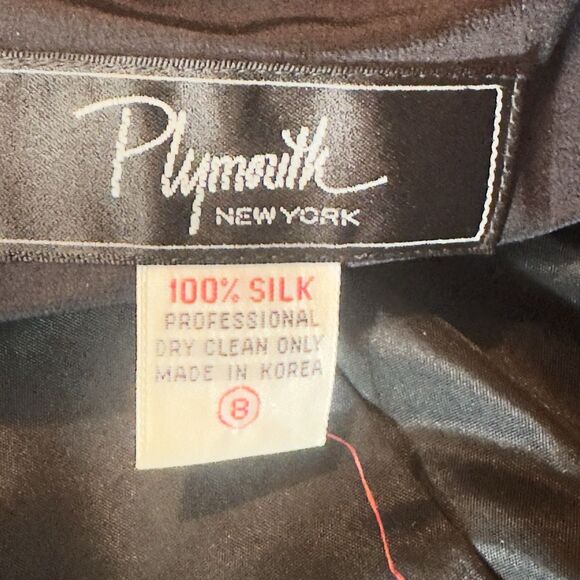 Plymouth
NEW YORK
100% SILK
PROFESSIONAL
DRY CLEAN ONLY
MADE IN KOREA
8